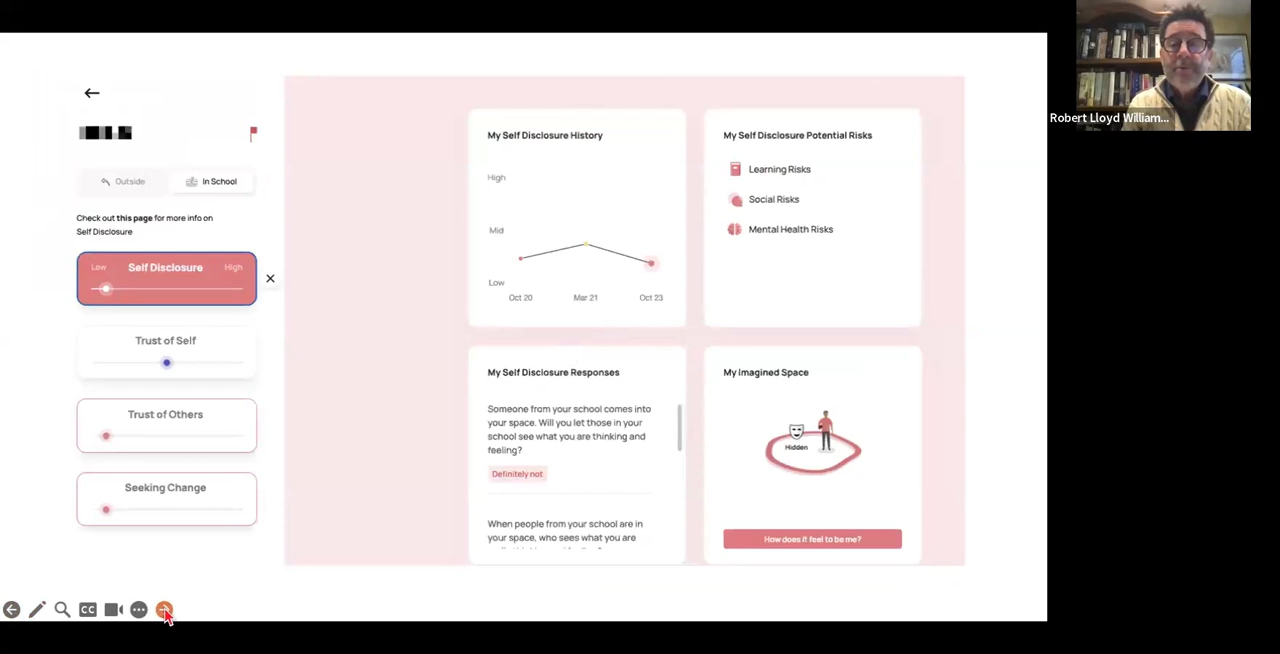 Outside
In School
Check out this page for more info on
Self Disclosure
Low
Self Disclosure
High
Trust of Self
Trust of Others
Seeking Change
My Self Disclosure History
High
Mid
Low
Oct 20
Mar 21
Oct 23
My Self Disclosure Potential Risks
Learning Risks
Social Risks
Mental Health Risks
My Self Disclosure Responses
Someone from your school comes into
your space. Will you let those in your
school see what you are thinking and
feeling?
Definitely not
When people from your school are in
your space, who sees what you are
My Imagined Space
Hidden
How does it feel to be me?
CC
Robert Lloyd William...